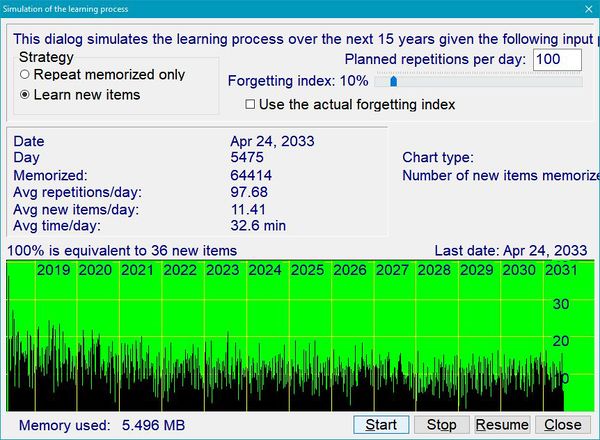 Simulation of the learning process
This dialog simulates the learning process over the next 15 years given the following input
Strategy
Repeat memorized only
Learn new items
Planned repetitions per day: 100
Forgetting index: 10%
Use the actual forgetting index
Date Apr 24, 2033
Day 5475
Memorized: 64414
Avg repetitions/day: 97.68
Avg new items/day: 11.41
Avg time/day: 32.6 min
Chart type:
Number of new items memorize
100% is equivalent to 36 new items Last date: Apr 24, 2033
2019 2020 2021 2022 2023 2024 2025 2026 2027 2028 2029 2030 2031
30
20
10
Memory used: 5.496 MB Start Stop Resume Close